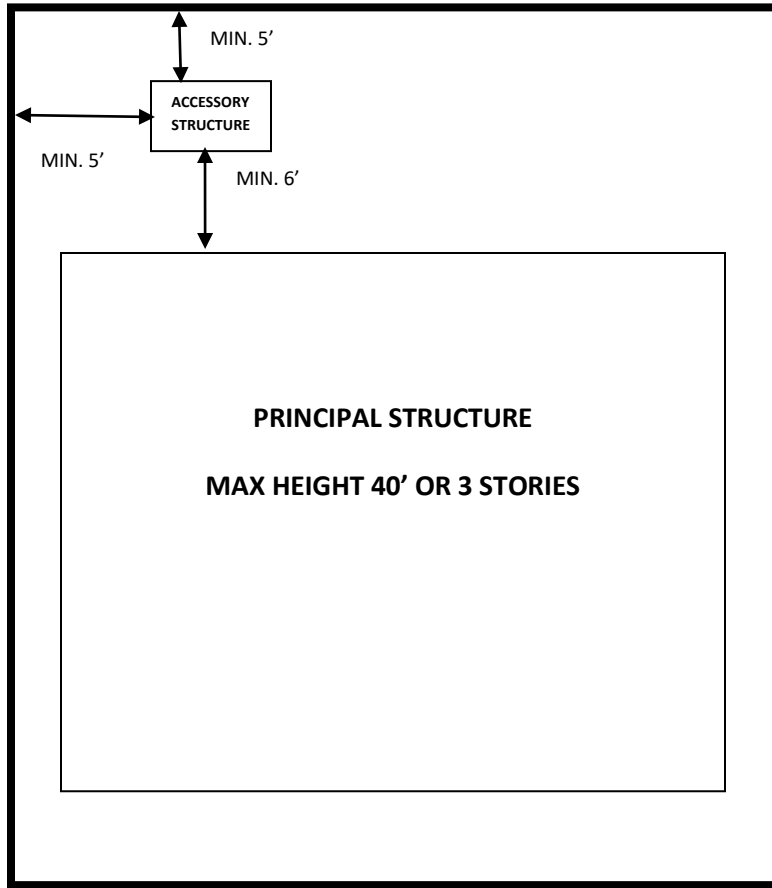 MIN. 5’
ACCESSORY
STRUCTURE
MIN. 5’
MIN. 6’
PRINCIPAL STRUCTURE
MAX HEIGHT 40’ OR 3 STORIES